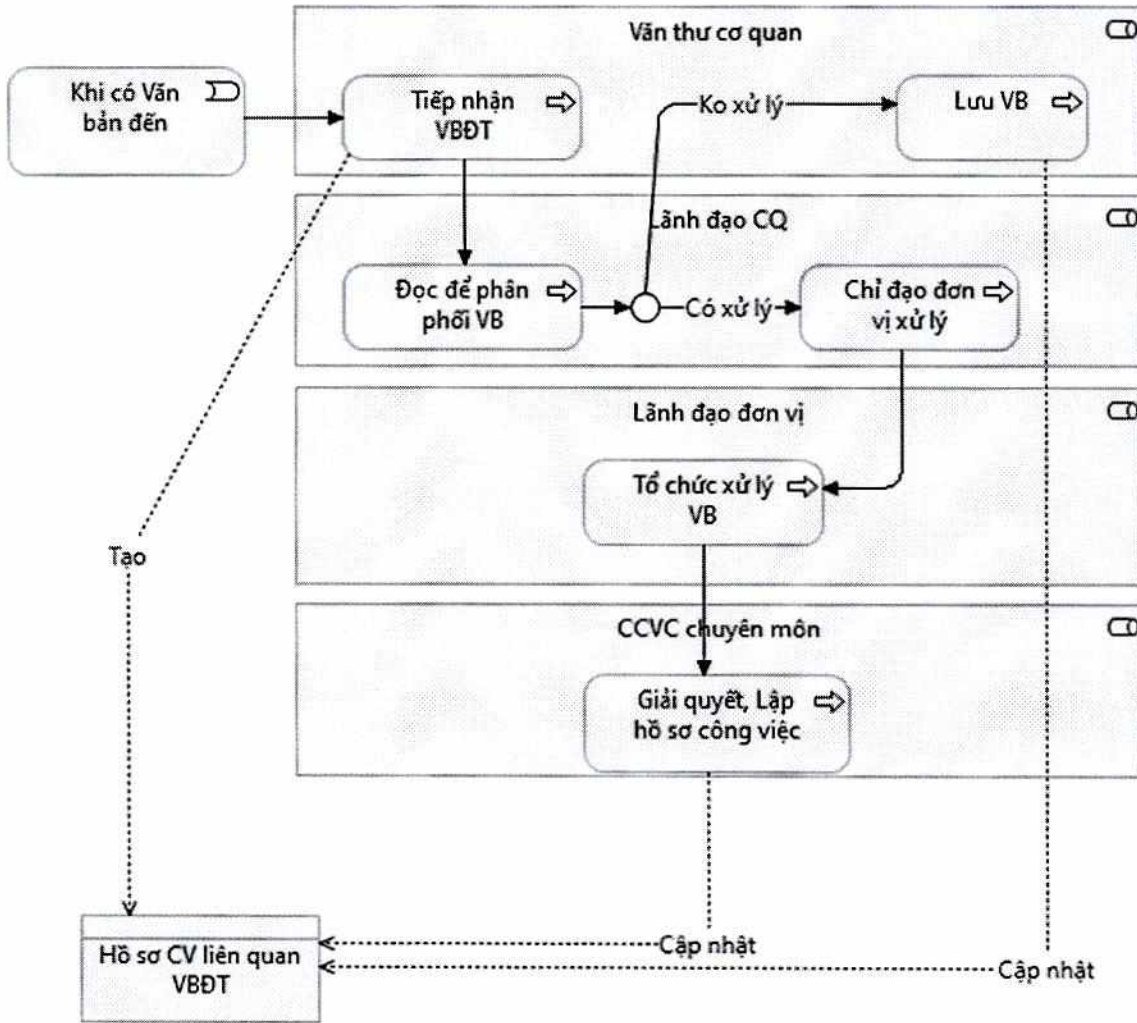 Văn thư cơ quan
Khi có Văn
bản đến
Tiếp nhận
VBĐT
Ko xử lý
Lưu VB
Lãnh đạo CQ
Đọc để phân
phối VB
Có xử lý
Chỉ đạo đơn
vị xử lý
Lãnh đạo đơn vị
Tổ chức xử lý
VB
Tạo
CCVC chuyên môn
Giải quyết, Lập
hồ sơ công việc
Hồ sơ CV liên quan
VBĐT
Cập nhật
Cập nhật